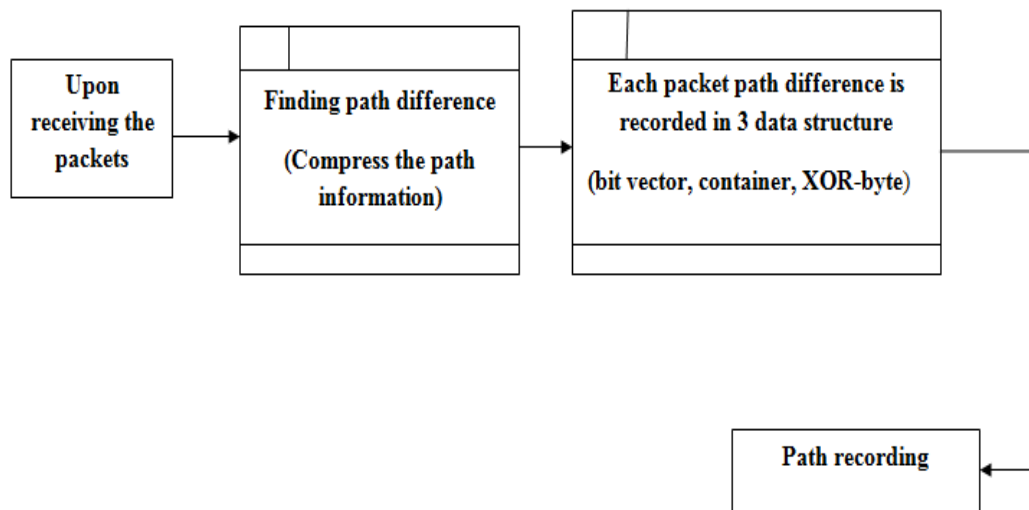 Upon
receiving the
packets
Finding path difference
(Compress the path
information)
Each packet path difference is
recorded in 3 data structure
(bit vector, container, XOR-byte)
Path recording